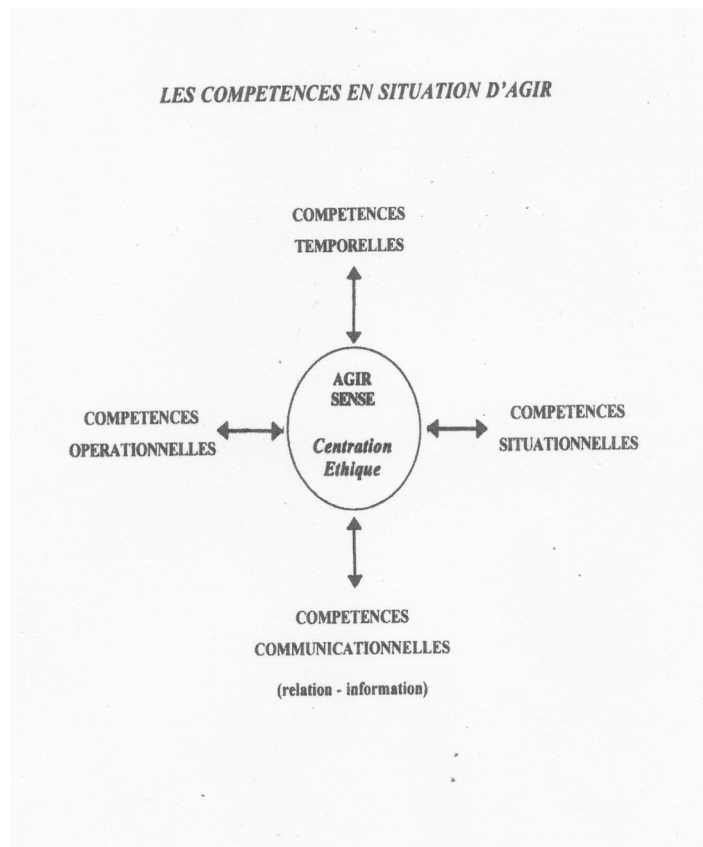 LES COMPETENCES EN SITUATION D'AGIR
COMPETENCES
TEMPORELLES
AGIR
SENSE
Centration
Ethique
COMPETENCES
OPERATIONNELLES
COMPETENCES
SITUATIONNELLES
COMPETENCES
COMMUNICATIONNELLES
(relation - information)